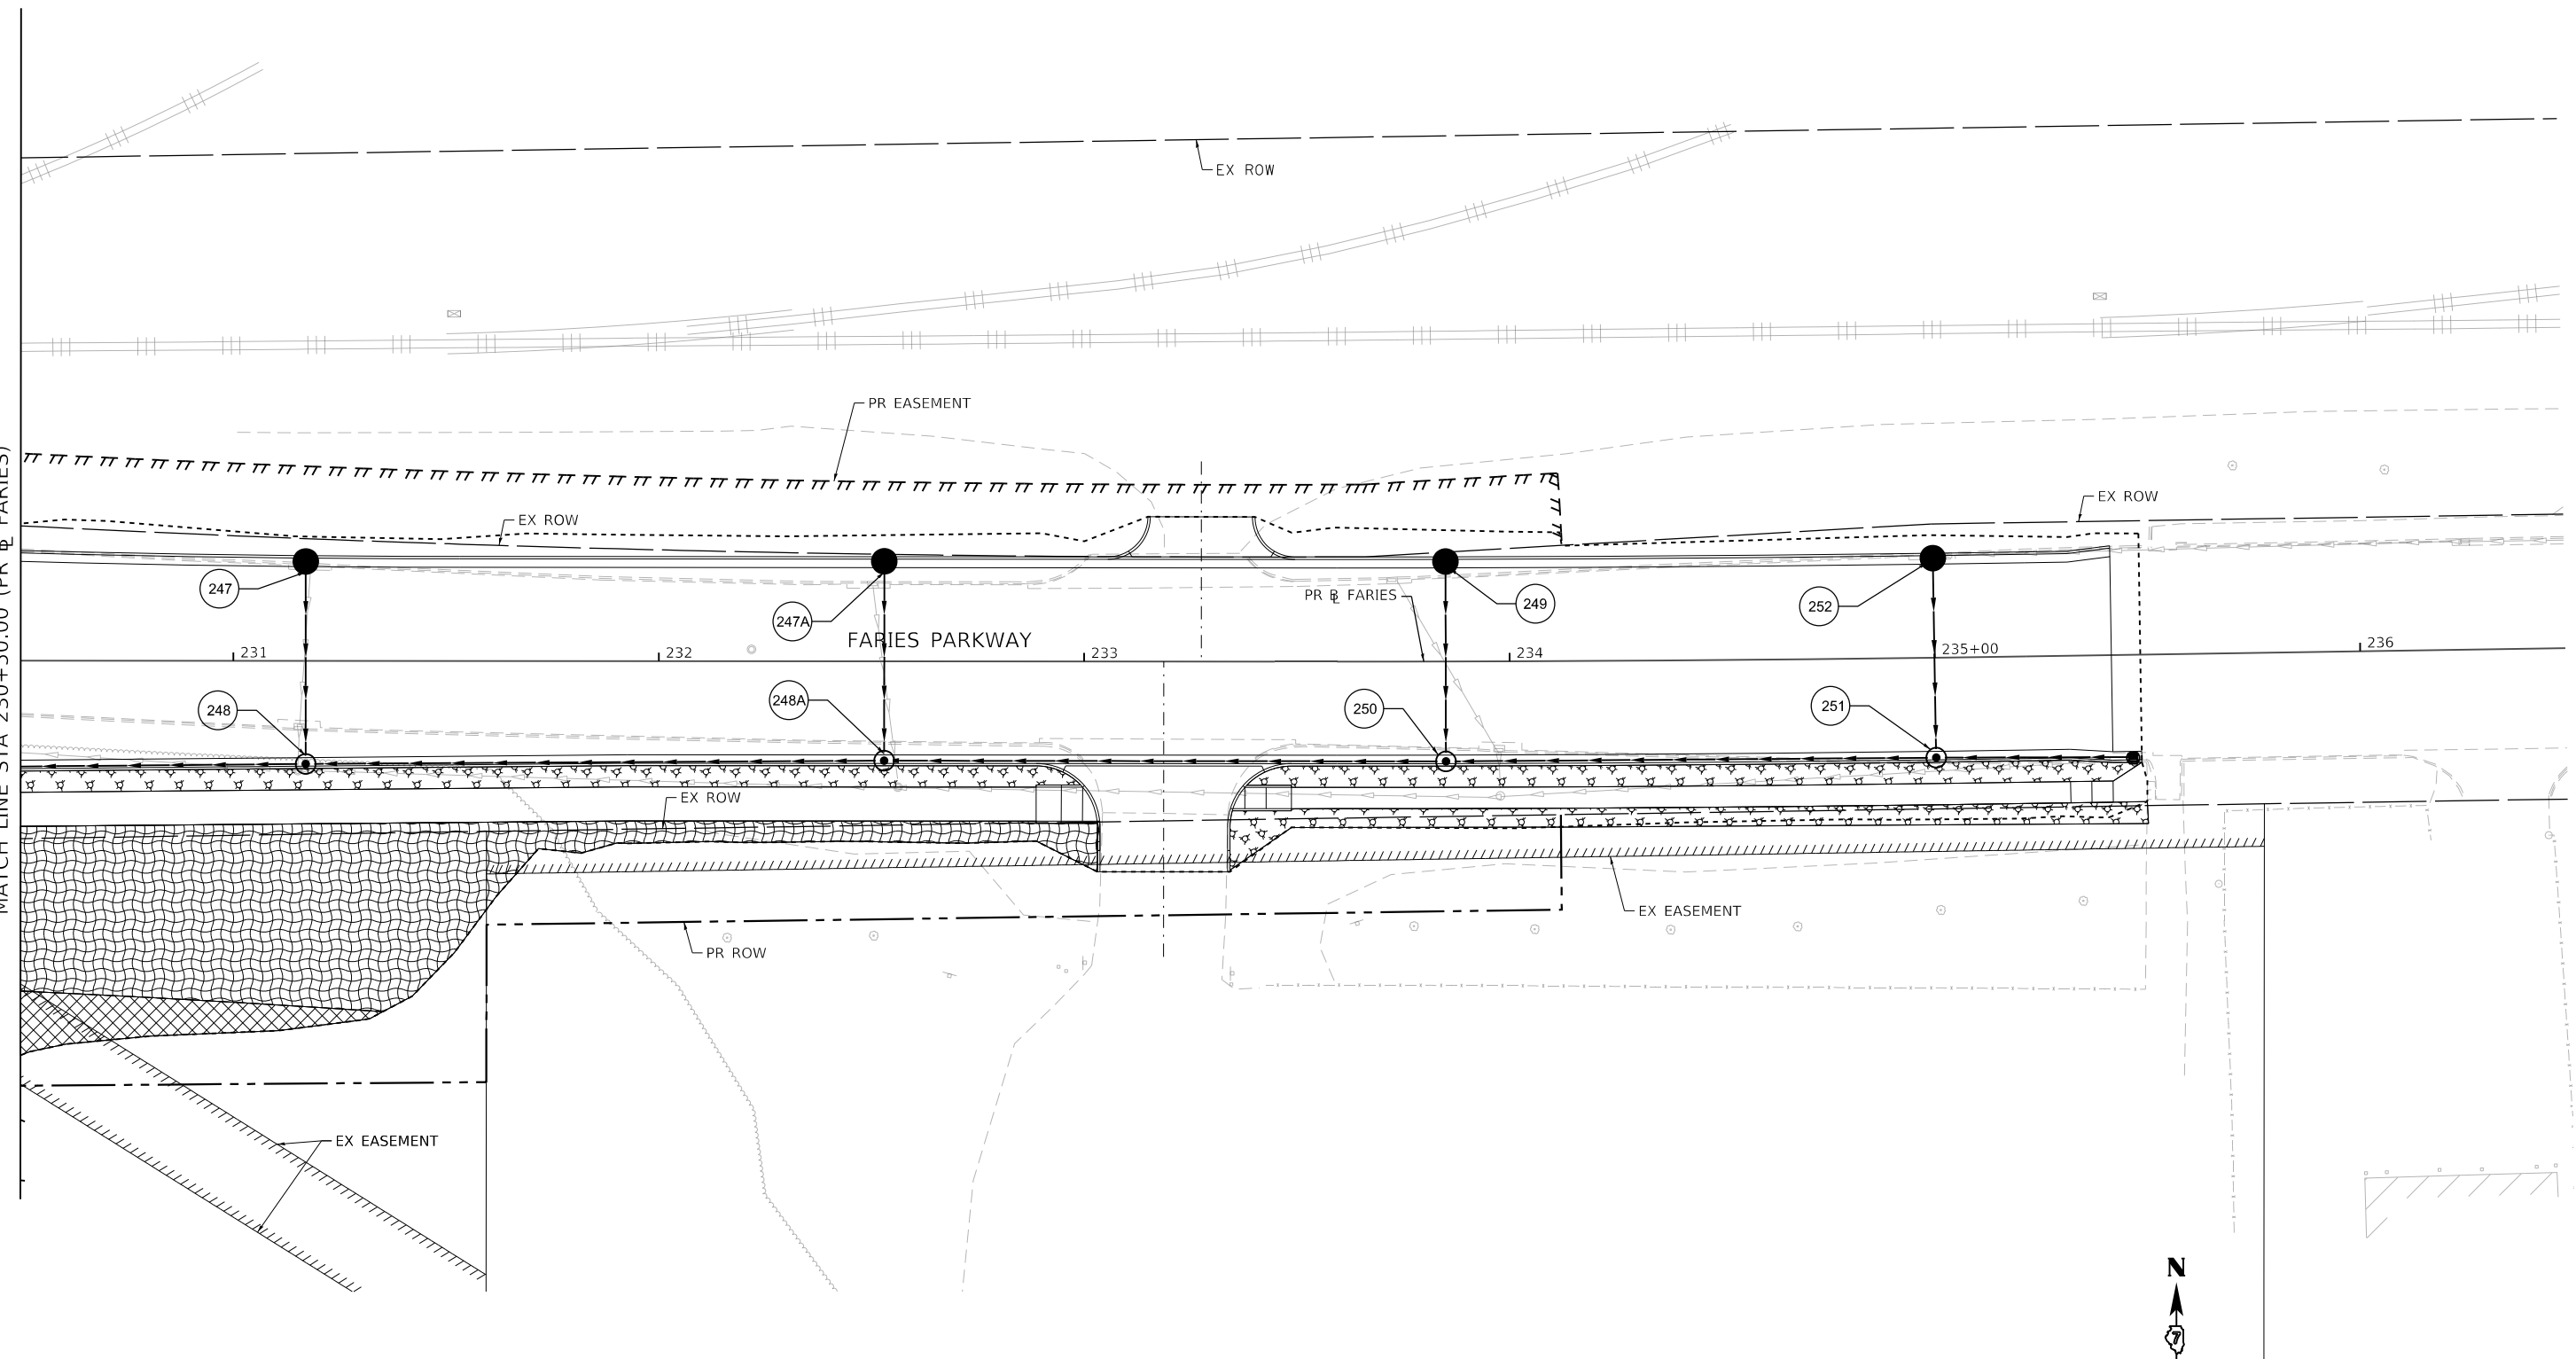 EX ROW
PR EASEMENT
EX ROW
EX ROW
247
247A
PR ⅊ FARIES
249
252
FARIES PARKWAY
231
232
233
234
235+00
236
248
248A
250
251
MATCH LINE STA 230+50.00 (PR ⅊ FARIES)
EX ROW
EX EASEMENT
PR ROW
EX EASEMENT
N
7